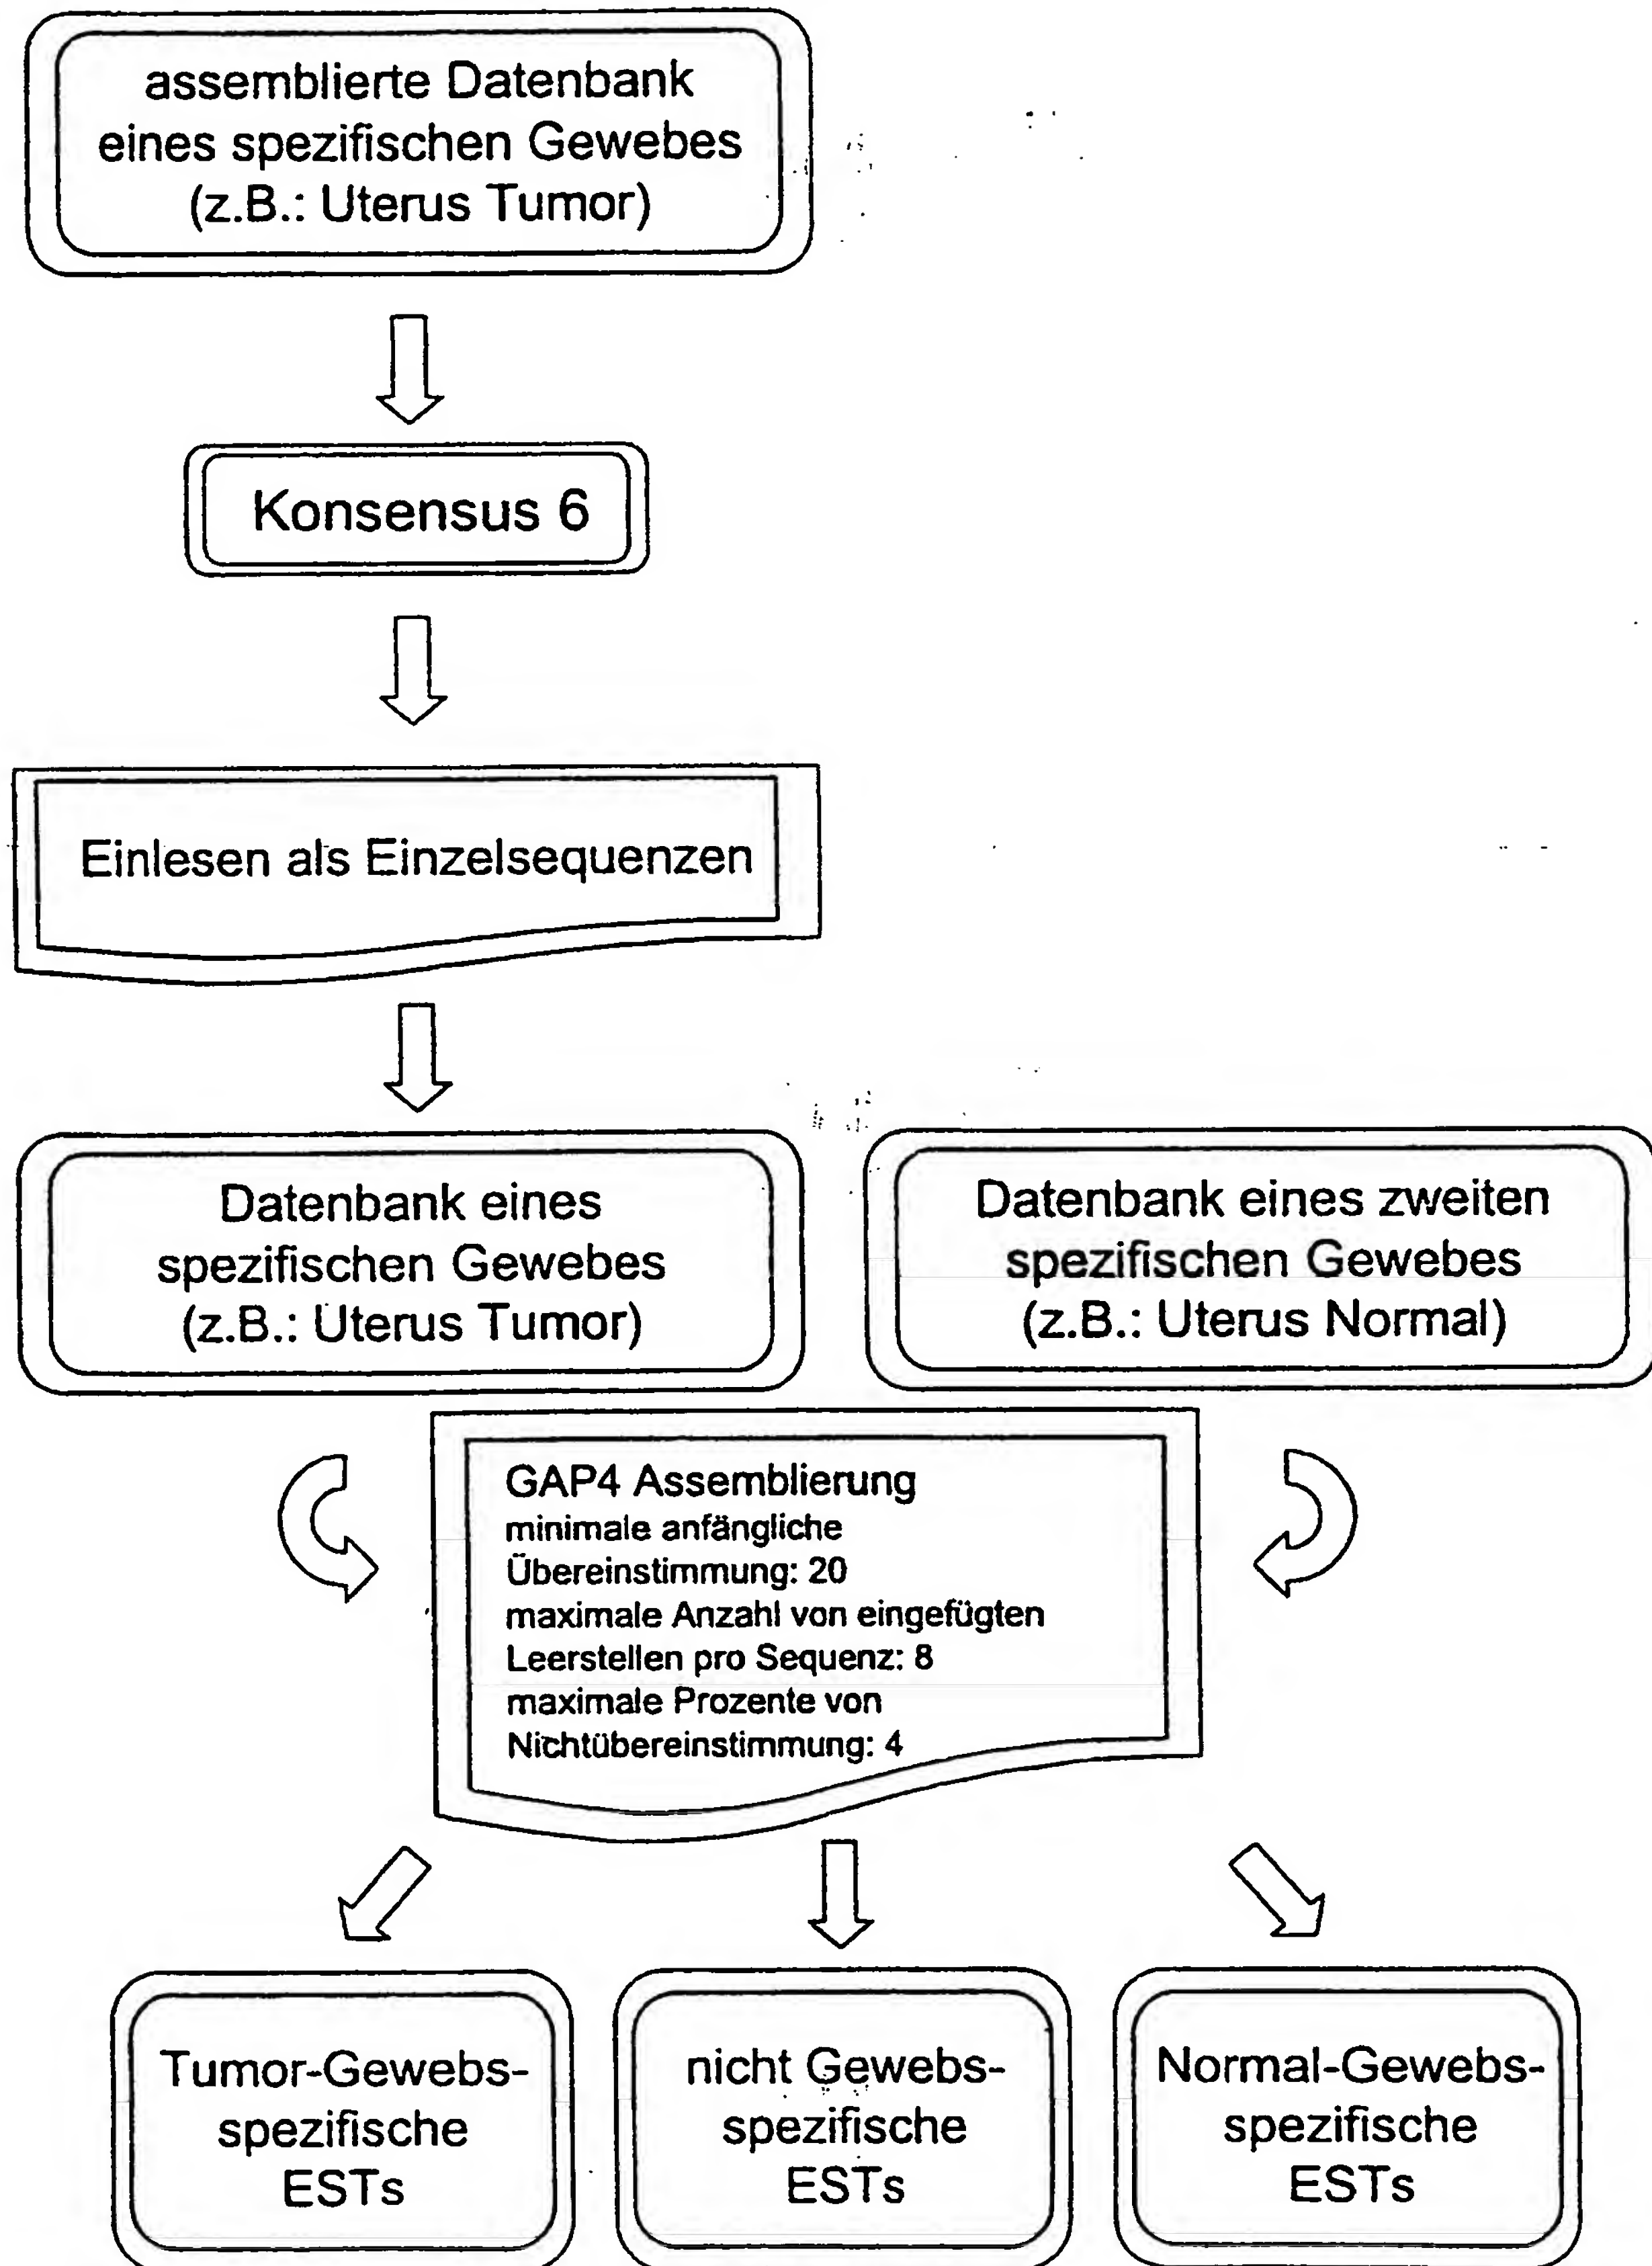 assemblierte Datenbank
eines spezifischen Gewebes
(z.B.: Uterus Tumor)
Konsensus 6
Einlesen als Einzelsequenzen
Datenbank eines
spezifischen Gewebes
(z.B.: Uterus Tumor)
Datenbank eines zweiten
spezifischen Gewebes
(z.B.: Uterus Normal)
GAP4 Assemblierung
minimale anfängliche
Übereinstimmung: 20
maximale Anzahl von eingefügten
Leerstellen pro Sequenz: 8
maximale Prozente von
Nichtübereinstimmung: 4
Tumor-Gewebs-
spezifische
ESTs
nicht Gewebs-
spezifische
ESTs
Normal-Gewebs-
spezifische
ESTs